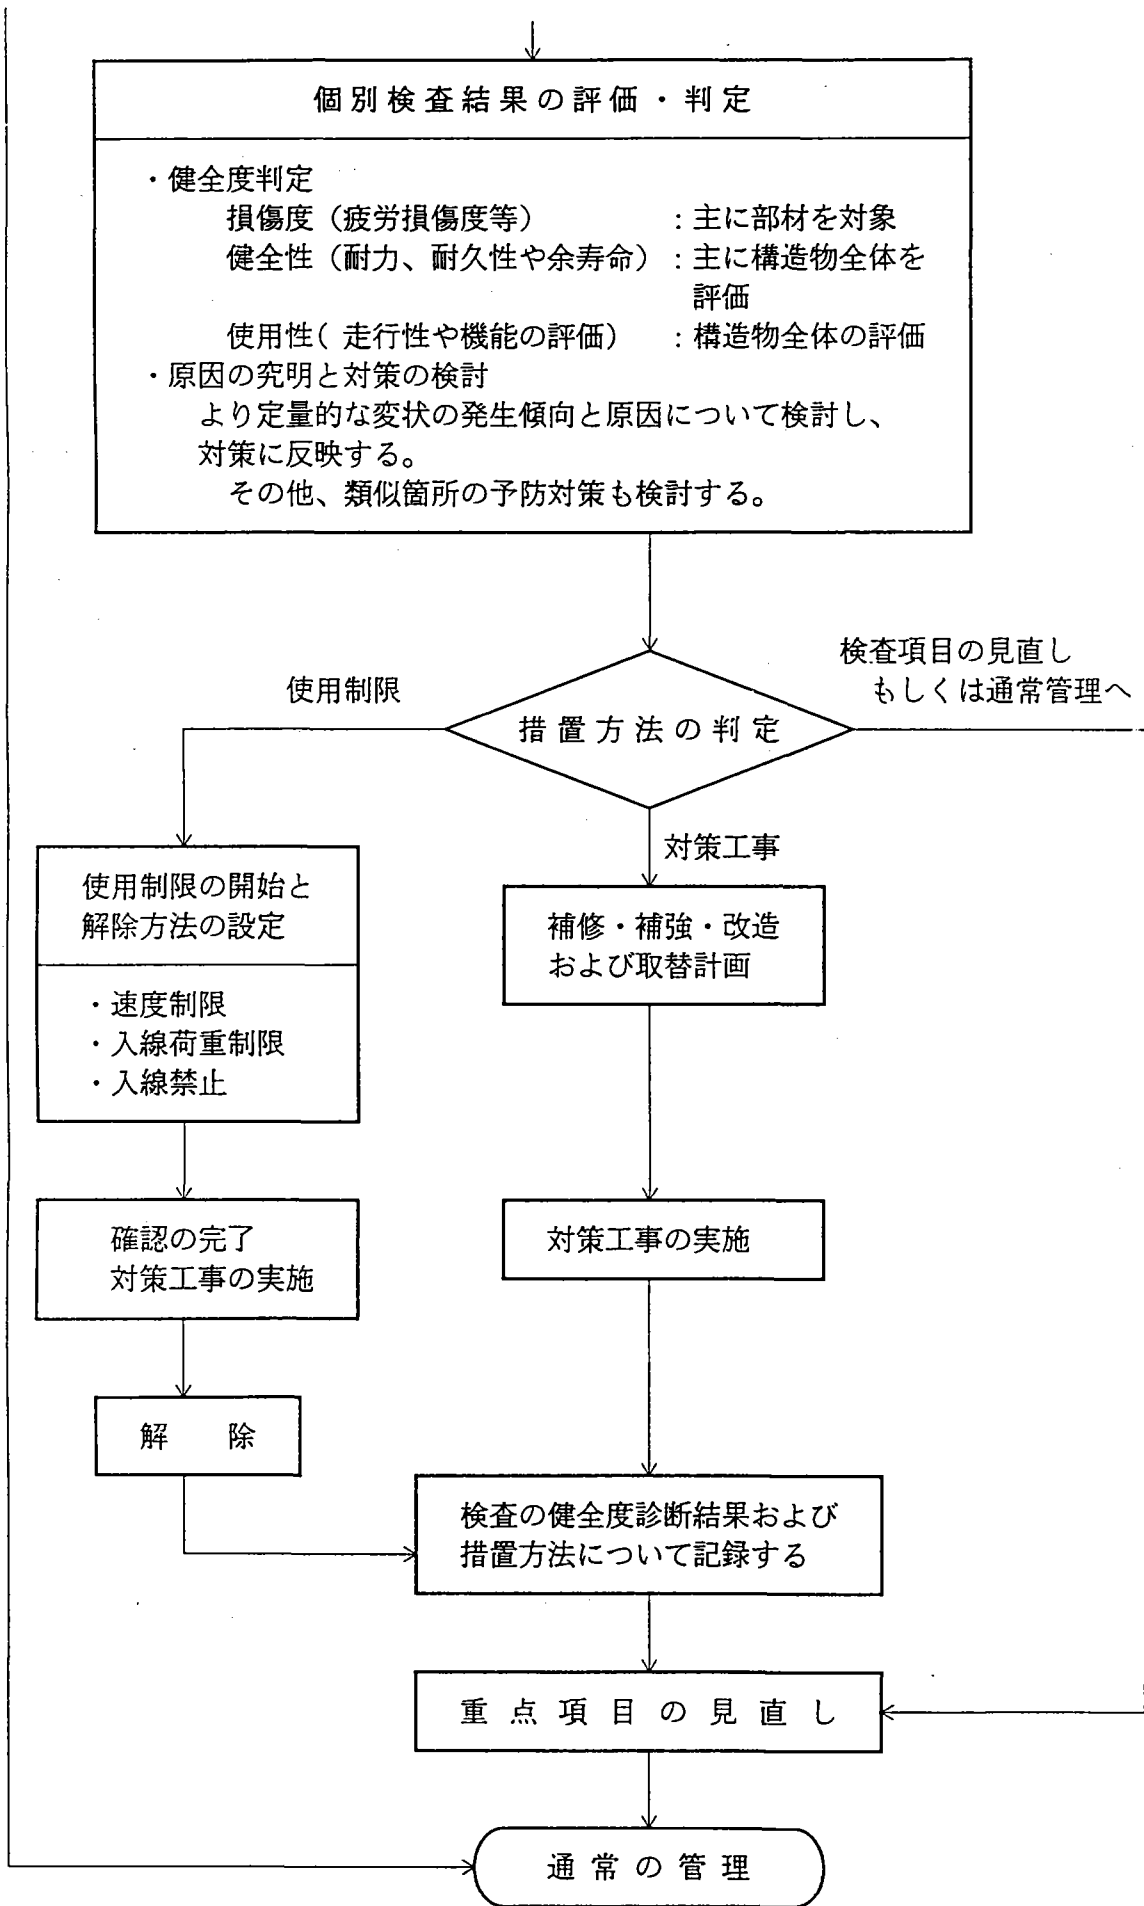 個別検査結果の評価・判定
・健全度判定
損傷度（疲労損傷度等） ：主に部材を対象
健全性（耐力、耐久性や余寿命）：主に構造物全体を
評価
使用性（ 走行性や機能の評価） ：構造物全体の評価
・原因の究明と対策の検討
より定量的な変状の発生傾向と原因について検討し、
対策に反映する。
その他、類似箇所の予防対策も検討する。
検査項目の見直し
もしくは通常管理へ
使用制限
措置方法の判定
対策工事
使用制限の開始と
解除方法の設定
・速度制限
・入線荷重制限
・入線禁止
補修・補強・改造
および取替計画
確認の完了
対策工事の実施
対策工事の実施
解 除
検査の健全度診断結果および
措置方法について記録する
重点項目の見直し
通常の管理